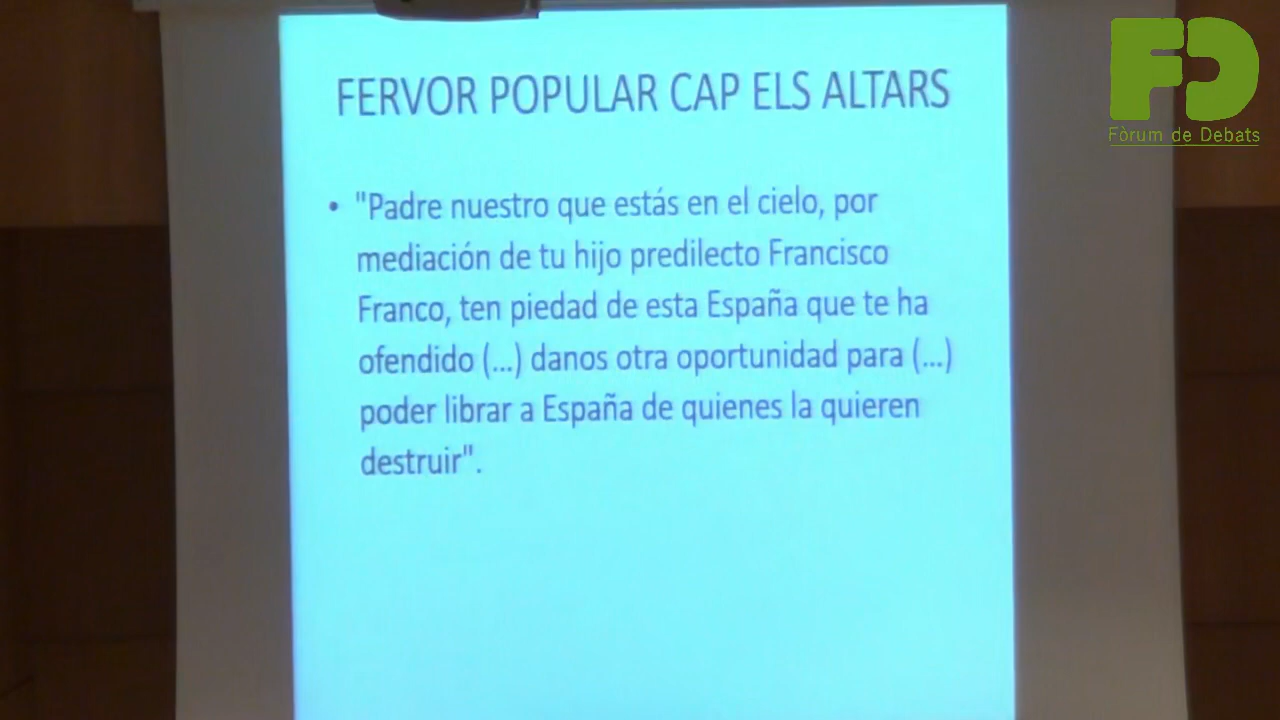 FERVOR POPULAR CAP ELS ALTARS
• "Padre nuestro que estás en el cielo, por
mediación de tu hijo predilecto Francisco
Franco, ten piedad de esta España que te ha
ofendido (...) danos otra oportunidad para (...)
poder librar a España de quienes la quieren
destruir".
FD
Fòrum de Debats